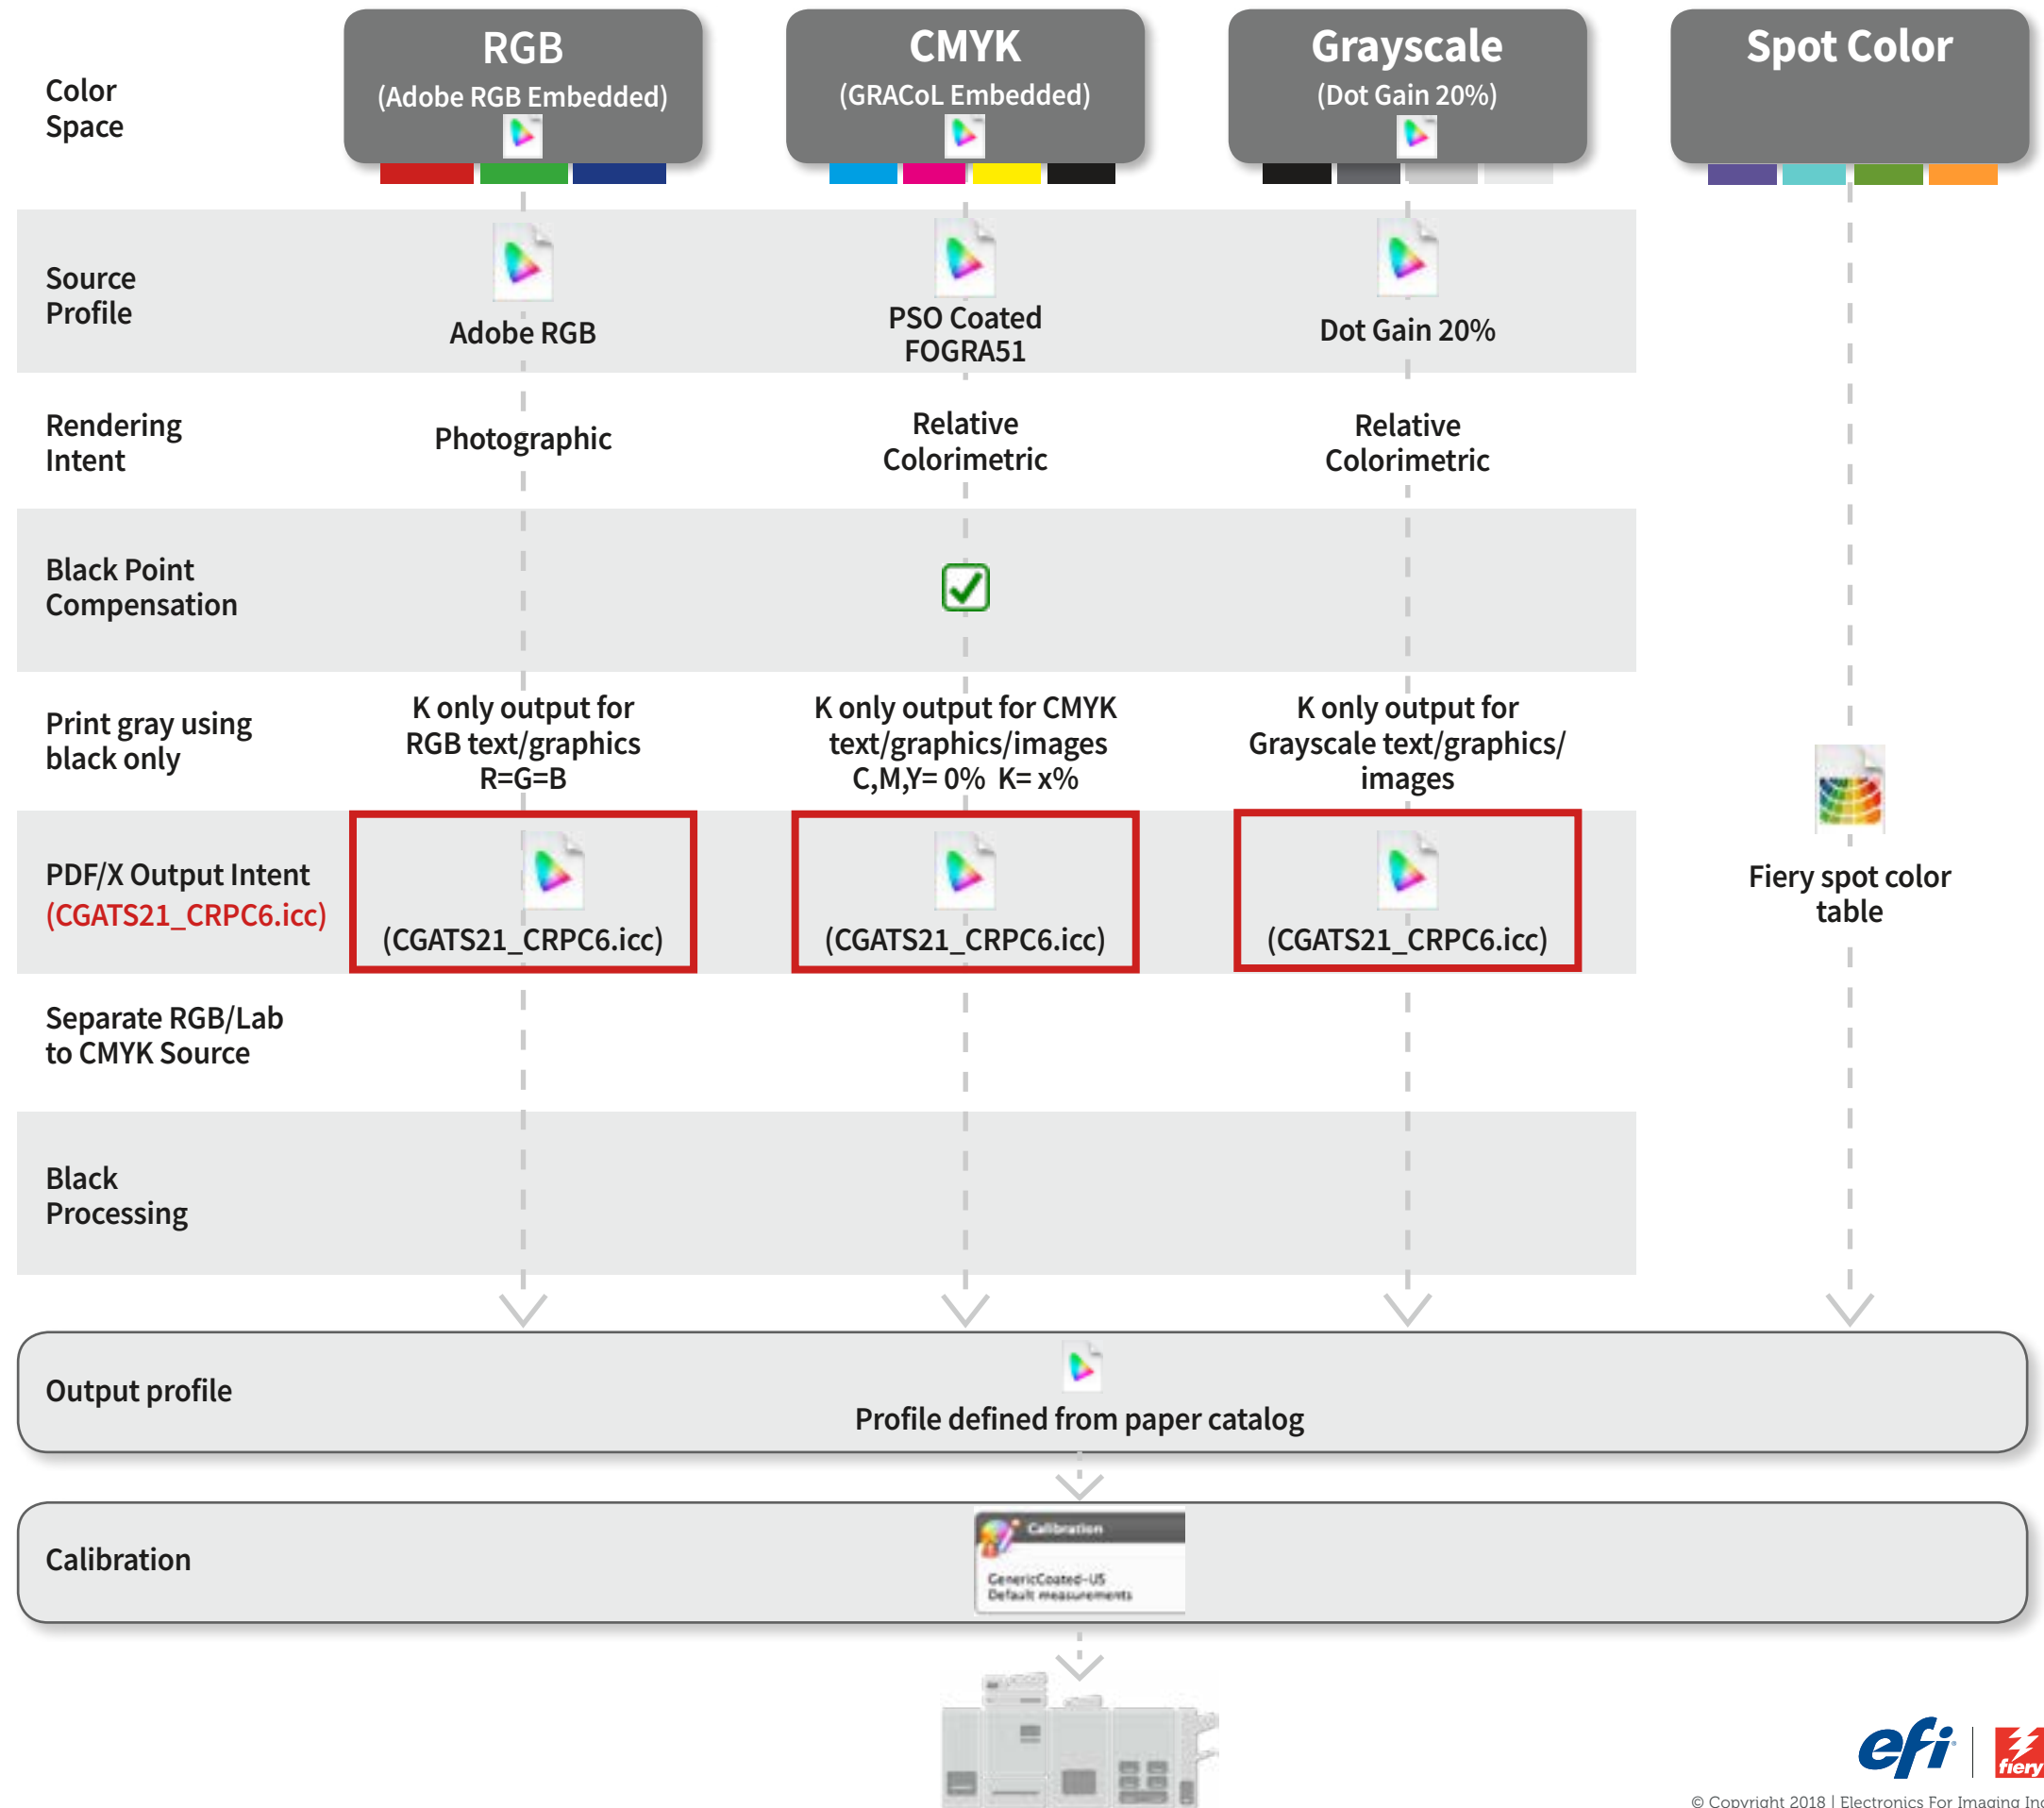 RGB
(Adobe RGB Embedded)
CMYK
(GRACoL Embedded)
Grayscale
(Dot Gain 20%)
Spot Color
Color
Space
Source
Profile
Adobe RGB
PSO Coated
FOGRA51
Dot Gain 20%
Rendering
Intent
Photographic
Relative
Colorimetric
Relative
Colorimetric
Black Point
Compensation
Print gray using
black only
K only output for
RGB text/graphics
R=G=B
K only output for CMYK
text/graphics/images
C,M,Y= 0% K= x%
K only output for
Grayscale text/graphics/
images
PDF/X Output Intent
(CGATS21_CRPC6.icc)
(CGATS21_CRPC6.icc)
(CGATS21_CRPC6.icc)
(CGATS21_CRPC6.icc)
Fiery spot color
table
Separate RGB/Lab
to CMYK Source
Black
Processing
Output profile
Profile defined from paper catalog
Calibration
Calibration
GenericCoated-US
Default measurements
efi
fiery
© Copyright 2018 | Electronics For Imaging Inc